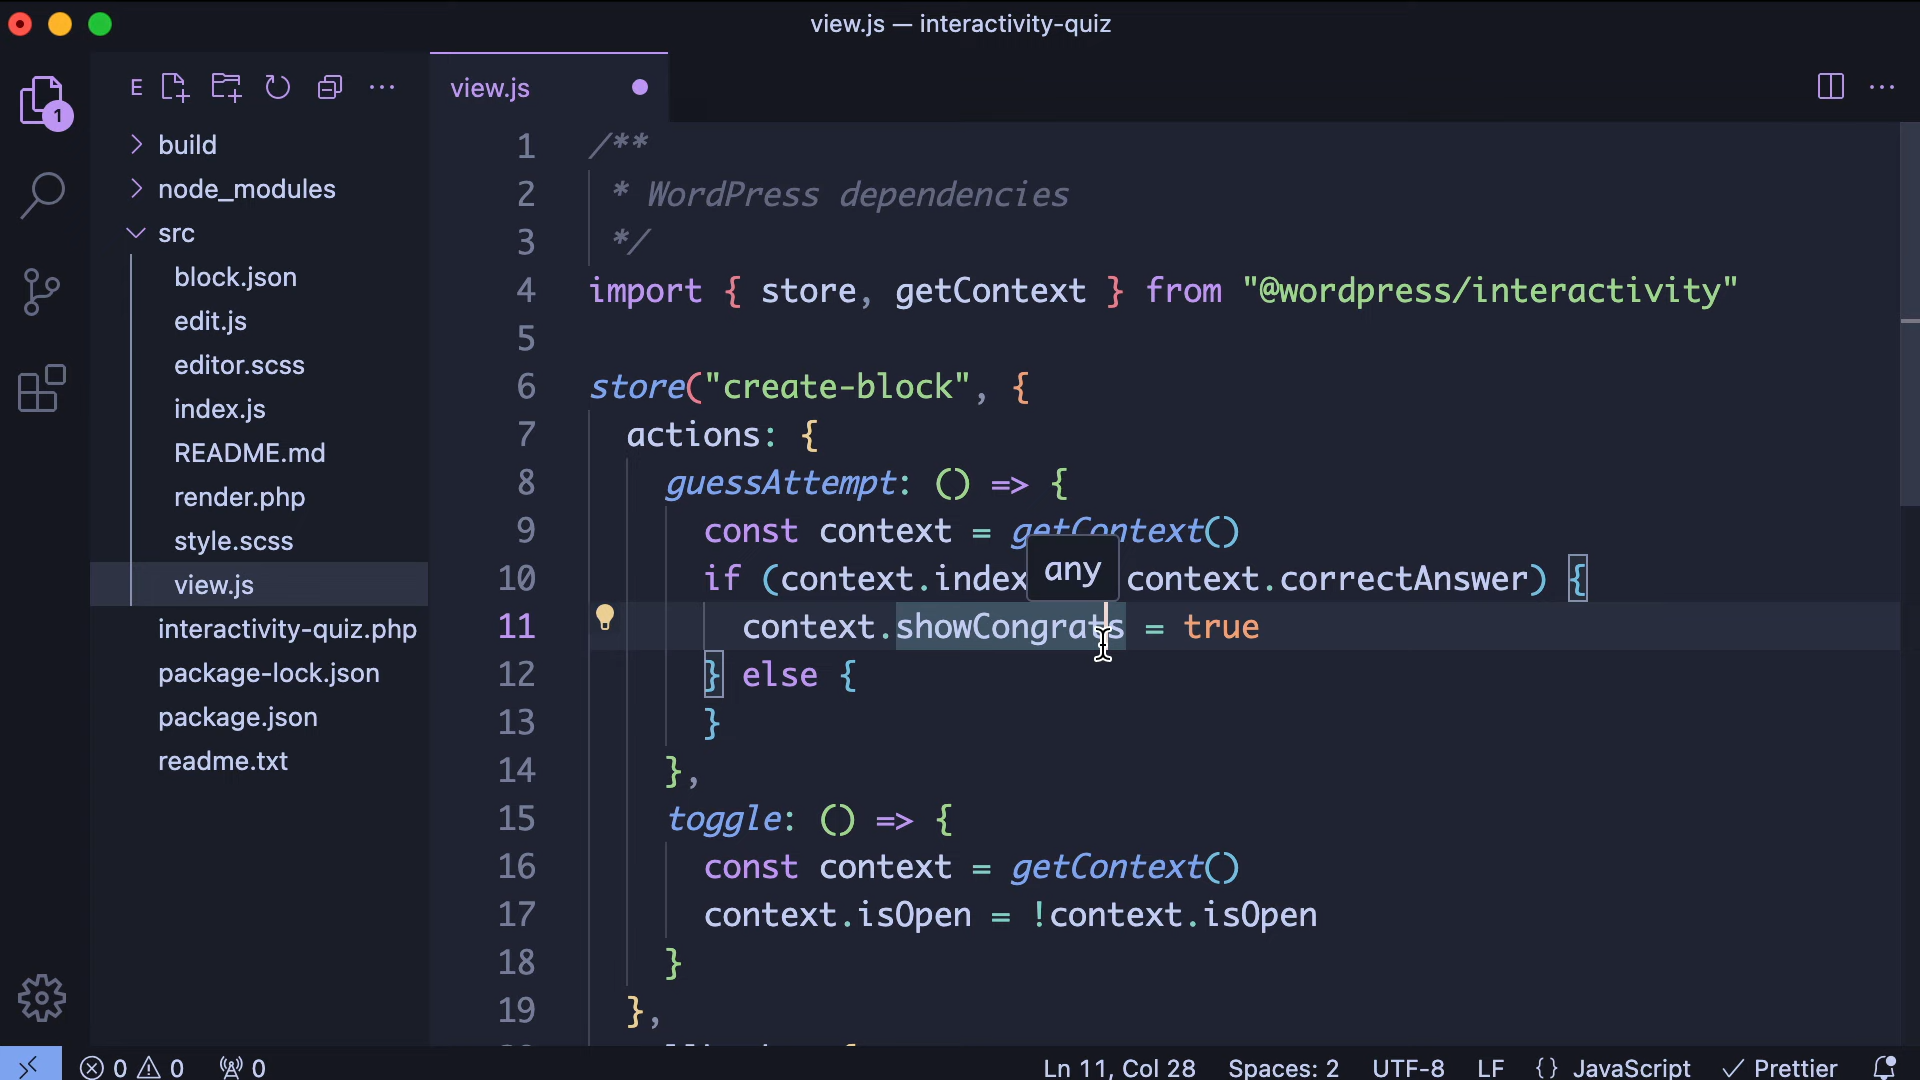 view.js — interactivity-quiz
E
view.js
1
build
node_modules
src
block.json
edit.js
editor.scss
index.js
README.md
render.php
style.scss
view.js
interactivity-quiz.php
package-lock.json
package.json
readme.txt
1 /**
2 * WordPress dependencies
3 */
4 import { store, getContext } from "@wordpress/interactivity"
5
6 store("create-block", {
7 actions: {
8 guessAttempt: () => {
9 const context = getContext()
10 if (context.index context.correctAnswer) {
any
11 context.showCongrats = true
12 } else {
13 }
14 },
15 toggle: () => {
16 const context = getContext()
17 context.isOpen = !context.isOpen
18 }
19 },
0 0 0 Ln 11, Col 28 Spaces: 2 UTF-8 LF {} JavaScript ✓ Prettier